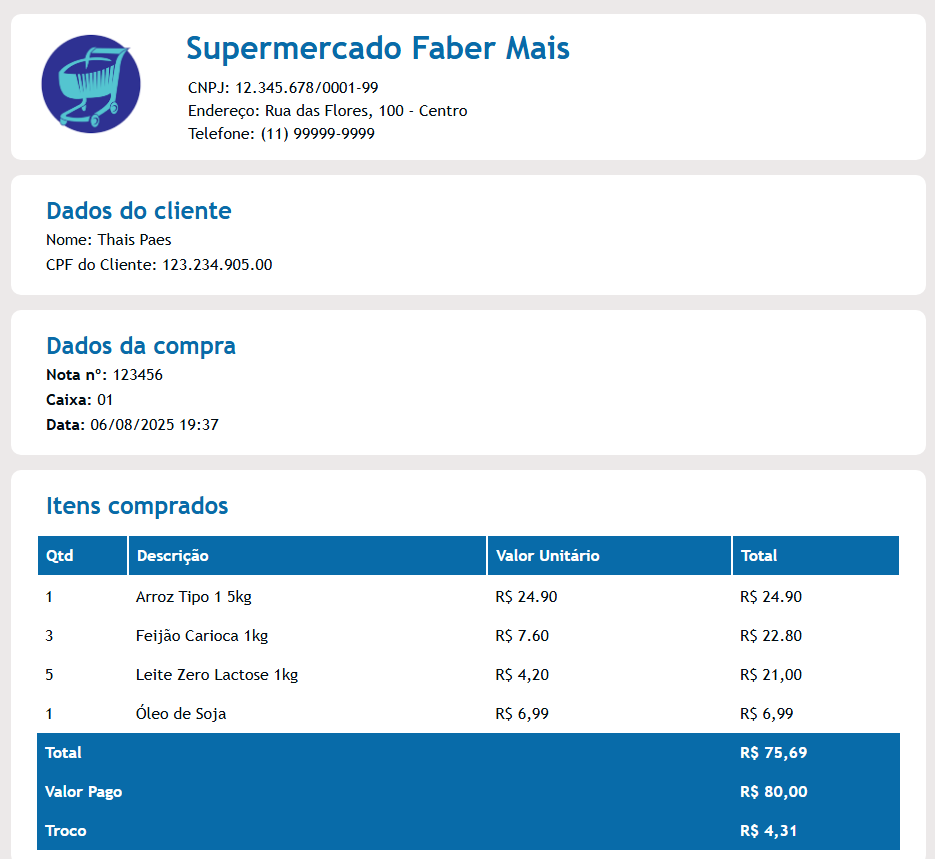 Supermercado Faber Mais
CNPJ: 12.345.678/0001-99
Endereço: Rua das Flores, 100 - Centro
Telefone: (11) 99999-9999
Dados do cliente
Nome: Thais Paes
CPF do Cliente: 123.234.905.00
Dados da compra
Nota nº: 123456
Caixa: 01
Data: 06/08/2025 19:37
Itens comprados
Qtd Descrição Valor Unitário Total
1 Arroz Tipo 1 5kg R$ 24.90 R$ 24.90
3 Feijão Carioca 1kg R$ 7.60 R$ 22.80
5 Leite Zero Lactose 1kg R$ 4,20 R$ 21,00
1 Óleo de Soja R$ 6,99 R$ 6,99
Total R$ 75,69
Valor Pago R$ 80,00
Troco R$ 4,31